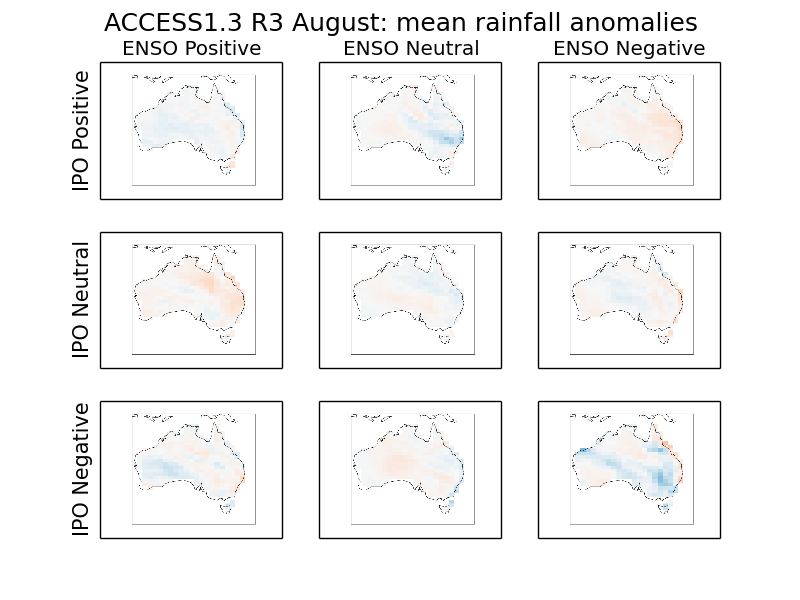 ACCESS1.3 R3 August: mean rainfall anomalies
ENSO Positive
ENSO Neutral
ENSO Negative
IPO Positive
IPO Neutral
IPO Negative